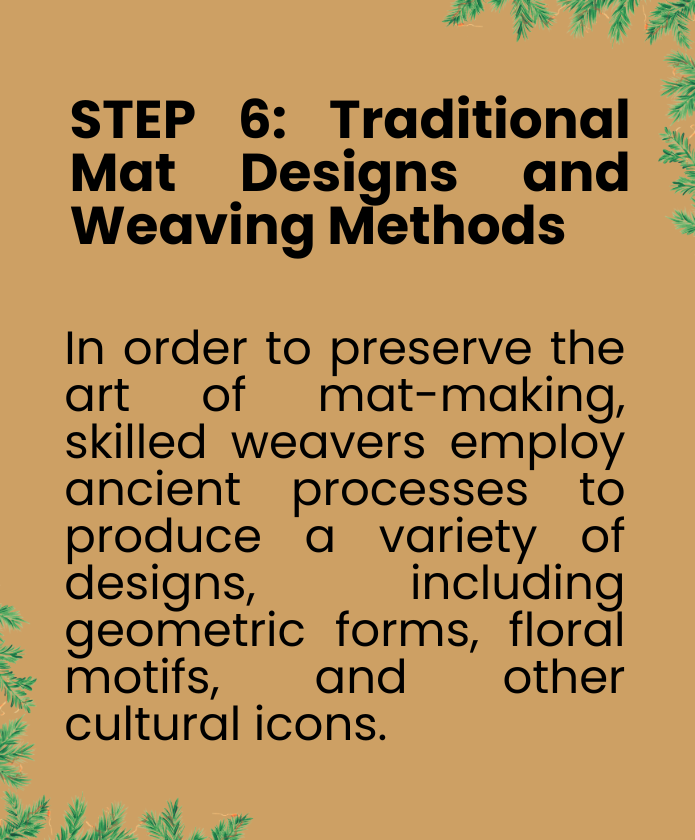 STEP 6: Traditional
Mat Designs and
Weaving Methods
In order to preserve the
art of mat-making,
skilled weavers employ
ancient processes to
produce a variety of
designs, including
geometric forms, floral
motifs, and other
cultural icons.